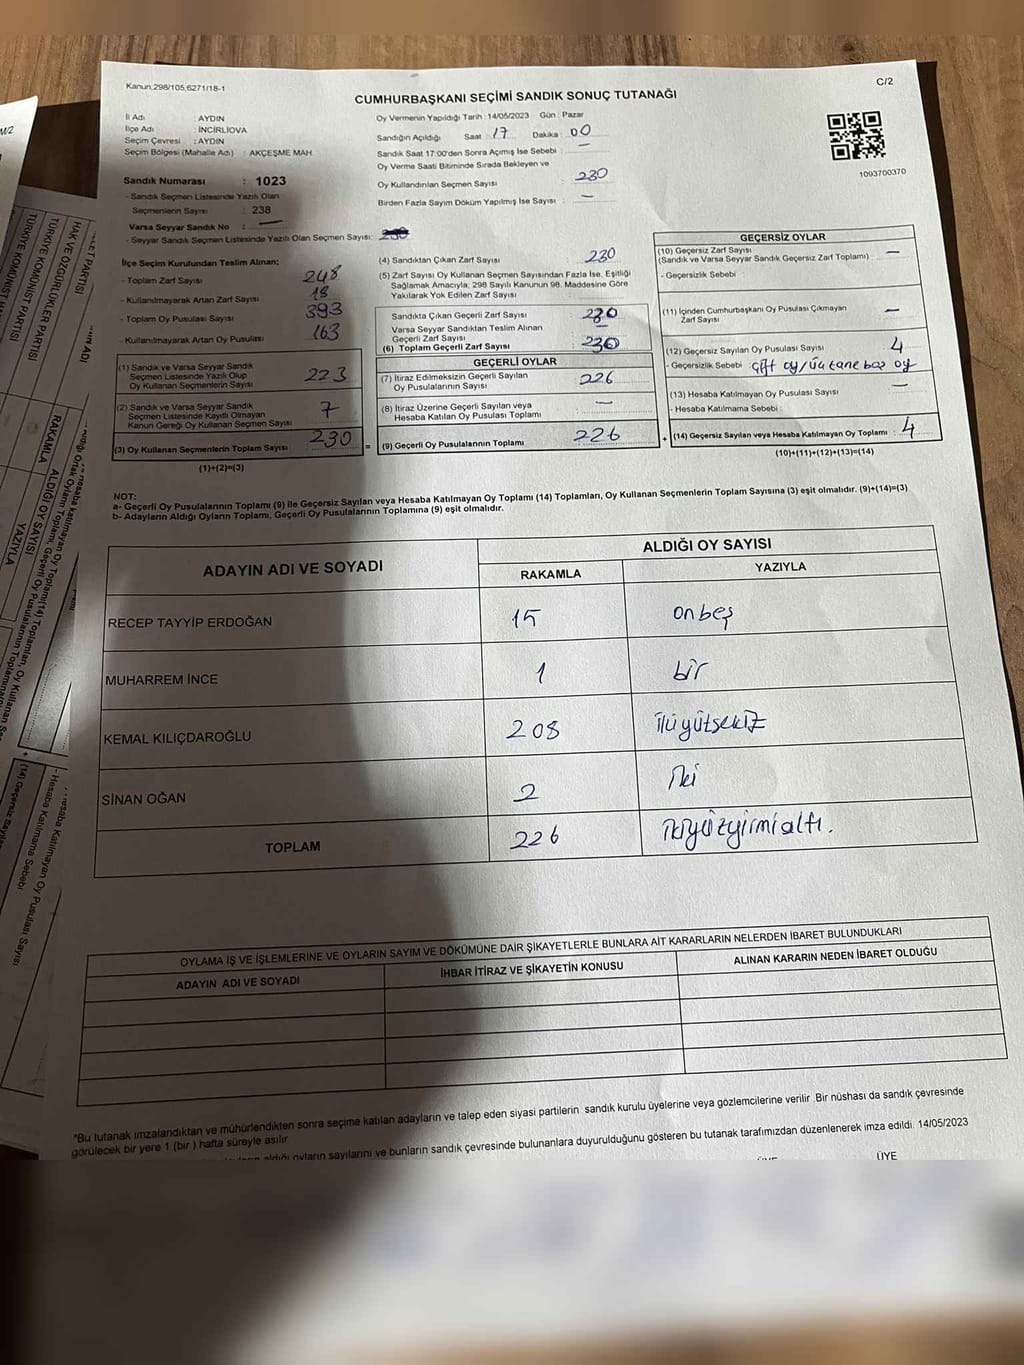 Kanun:298/105,6271/18-1
C/2
CUMHURBAŞKANI SEÇİMİ SANDIK SONUÇ TUTANAĞI
İl Adı : AYDIN
İlçe Adı : İNCİRLİOVA
Seçim Çevresi : AYDIN
Seçim Bölgesi (Mahalle Adı) : AKÇEŞME MAH.
Sandık Numarası : 1023
- Sandık Seçmen Listesinde Yazılı Olan
Seçmenlerin Sayısı : 238
Varsa Seyyar Sandık No : —
- Seyyar Sandık Seçmen Listesinde Yazılı Olan Seçmen Sayısı:
Oy Vermenin Yapıldığı Tarih :14/05/2023 Gün : Pazar
Sandığın Açıldığı Saat : 17 Dakika : 00
Sandık Saat 17:00'den Sonra Açımış İse Sebebi : —
Oy Verme Saati Bitiminde Sırada Bekleyen ve
Oy Kullandırılan Seçmen Sayısı : 230
Birden Fazla Sayım Döküm Yapılmış İse Sayısı : —
1093700370
İlçe Seçim Kurulundan Teslim Alınan;
- Toplam Zarf Sayısı : 248
- Kullanılmayarak Artan Zarf Sayısı : 18
- Toplam Oy Pusulası Sayısı : 393
- Kullanılmayarak Artan Oy Pusulası : 163
(1) Sandık ve Varsa Seyyar Sandık
Seçmen Listesinde Yazılı Olup
Oy Kullanan Seçmenlerin Sayısı : 223
(2) Sandık ve Varsa Seyyar Sandık
Seçmen Listesinde Kayıtlı Olmayan
Kanun Gereği Oy Kullanan Seçmen Sayısı : 7
(3) Oy Kullanan Seçmenlerin Toplam Sayısı : 230
(1)+(2)=(3)
(4) Sandıktan Çıkan Zarf Sayısı : 230
(5) Zarf Sayısı Oy Kullanan Seçmen Sayısından Fazla İse, Eşitliği
Sağlamak Amacıyla; 298 Sayılı Kanunun 98. Maddesine Göre
Yakılarak Yok Edilen Zarf Sayısı :
Sandıkta Çıkan Geçerli Zarf Sayısı : 230
Varsa Seyyar Sandıktan Teslim Alınan
Geçerli Zarf Sayısı : —
(6) Toplam Geçerli Zarf Sayısı : 230
GEÇERLİ OYLAR
(7) İtiraz Edilmeksizin Geçerli Sayılan
Oy Pusulalarının Sayısı : 226
(8) İtiraz Üzerine Geçerli Sayılan veya
Hesaba Katılan Oy Pusulası Toplamı : —
= (9) Geçerli Oy Pusulalarının Toplamı : 226
GEÇERSİZ OYLAR
(10) Geçersiz Zarf Sayısı : —
(Sandık ve Varsa Seyyar Sandık Geçersiz Zarf Toplamı)
- Geçersizlik Sebebi :
(11) İçinden Cumhurbaşkanı Oy Pusulası Çıkmayan
Zarf Sayısı : —
(12) Geçersiz Sayılan Oy Pusulası Sayısı : 4
- Geçersizlik Sebebi : çift oy/üç tane boş oy
(13) Hesaba Katılmayan Oy Sayısı : —
- Hesaba Katılmama Sebebi :
+ (14) Geçersiz Sayılan veya Hesaba Katılmayan Oy Toplamı : 4
(10)+(11)+(12)+(13)=(14)
NOT:
a- Geçerli Oy Pusulalarının Toplamı (9) ile Geçersiz Sayılan veya Hesaba Katılmayan Oy Toplamı (14) Toplamları, Oy Kullanan Seçmenlerin Toplam Sayısına (3) eşit olmalıdır. (9)+(14)=(3)
b- Adayların Aldığı Oyların Toplamı, Geçerli Oy Pusulalarının Toplamına (9) eşit olmalıdır.
ADAYIN ADI VE SOYADI
ALDIĞI OY SAYISI
RAKAMLA YAZIYLA
RECEP TAYYİP ERDOĞAN 15 onbeş
MUHARREM İNCE 1 bir
KEMAL KILIÇDAROĞLU 208 ikiyüzsekiz
SİNAN OĞAN 2 iki
TOPLAM 226 ikiyüzyirmialtı.
OYLAMA İŞ VE İŞLEMLERİNE VE OYLARIN SAYIM VE DÖKÜMÜNE DAİR ŞİKAYETLERLE BUNLARA AİT KARARLARIN NELERDEN İBARET BULUNDUKLARI
ADAYIN ADI VE SOYADI İHBAR İTİRAZ VE ŞİKAYETİN KONUSU ALINAN KARARIN NEDEN İBARET OLDUĞU
*Bu tutanak imzalandıktan ve mühürlendikten sonra seçime katılan adayların ve talep eden siyasi partilerin sandık kurulu üyelerine veya gözlemcilerine verilir .Bir nüshası da sandık çevresinde
görülecek bir yere 1 (bir ) hafta süreyle asılır.
aldığı oyların sayılarını ve bunların sandık çevresinde bulunanlara duyurulduğunu gösteren bu tutanak tarafımızdan düzenlenerek imza edildi. 14/05/2023
ÜYE
HAK VE ÖZGÜRLÜKLER PARTİSİ
TÜRKİYE KOMÜNİST PARTİSİ
RAKAMLA
ALDIĞI OY SAYISI
YAZIYLA
- Hesaba Katılmama Sebebi